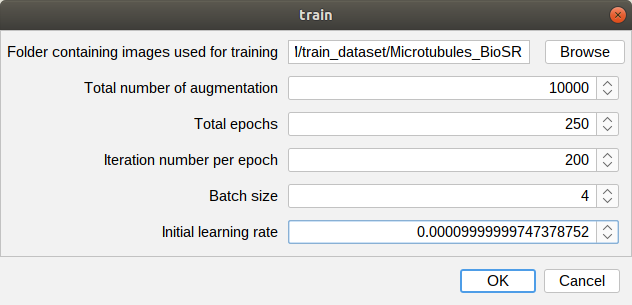 train
Folder containing images used for training
l/train_dataset/Microtubules_BioSR
Browse
Total number of augmentation
10000
Total epochs
250
Iteration number per epoch
200
Batch size
4
Initial learning rate
0.00009999999747378752
OK
Cancel